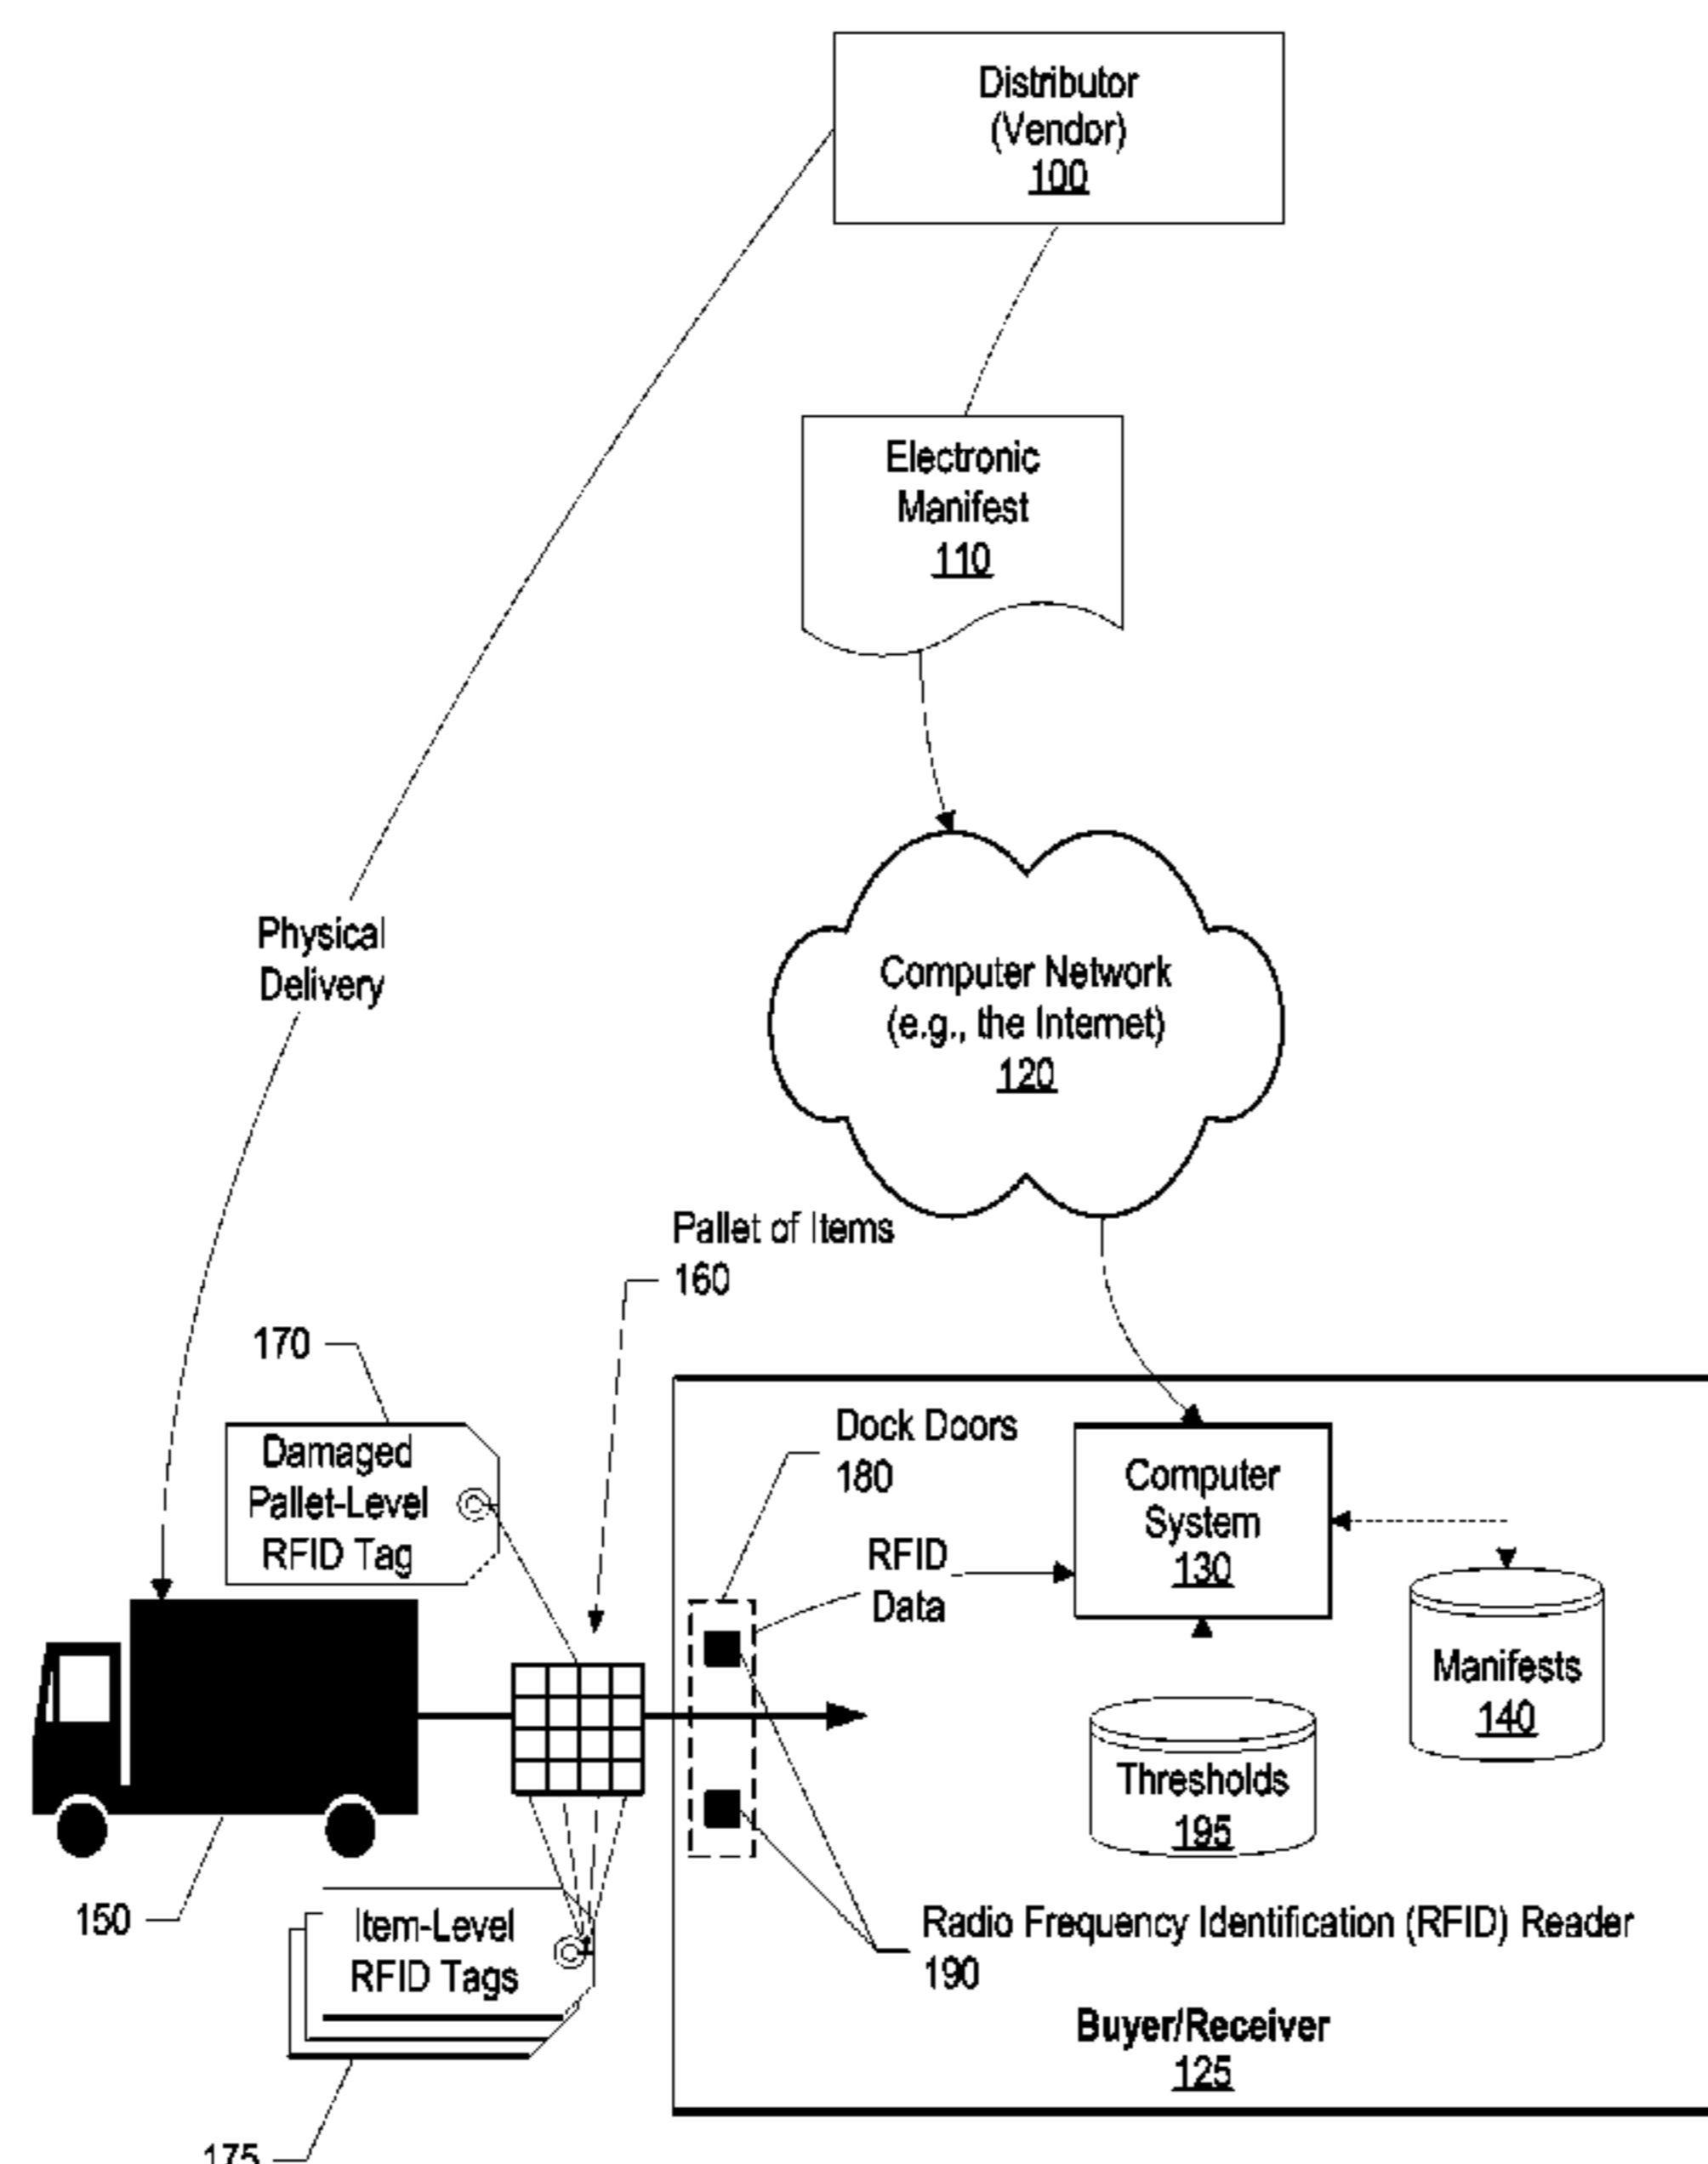 Distributor
(Vendor)
100
Electronic
Manifest
110
Physical
Delivery
Computer Network
(e.g., the Internet)
120
Pallet of Items
160
170
Damaged
Pallet-Level
RFID Tag
Dock Doors
180
RFID
Data
Computer
System
130
Manifests
140
Thresholds
195
150
Item-Level
RFID Tags
175
Radio Frequency Identification (RFID) Reader
190
Buyer/Receiver
125